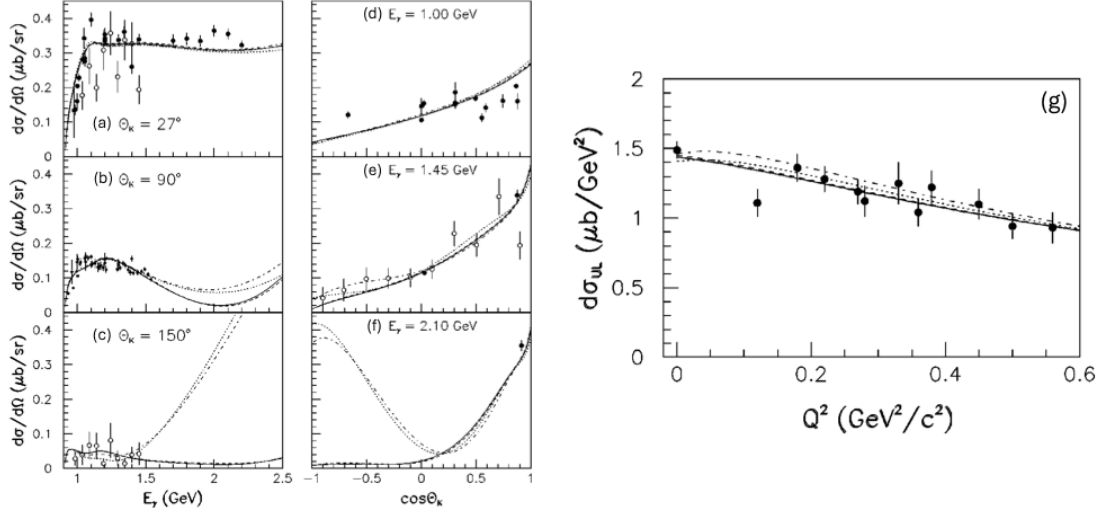 dσ/dΩ (μb/sr)
0.4
0.3
0.2
0.1
0
(a) Θ_K = 27°
dσ/dΩ (μb/sr)
0.4
0.3
0.2
0.1
0
(b) Θ_K = 90°
dσ/dΩ (μb/sr)
0.4
0.3
0.2
0.1
0
(c) Θ_K = 150°
1 1.5 2 2.5
E_γ (GeV)
(d) E_γ = 1.00 GeV
(e) E_γ = 1.45 GeV
(f) E_γ = 2.10 GeV
-1 -0.5 0 0.5 1
cosΘ_K
dσ_UL (μb/GeV²)
2
1.5
1
0.5
0
(g)
0 0.2 0.4 0.6
Q² (GeV²/c²)